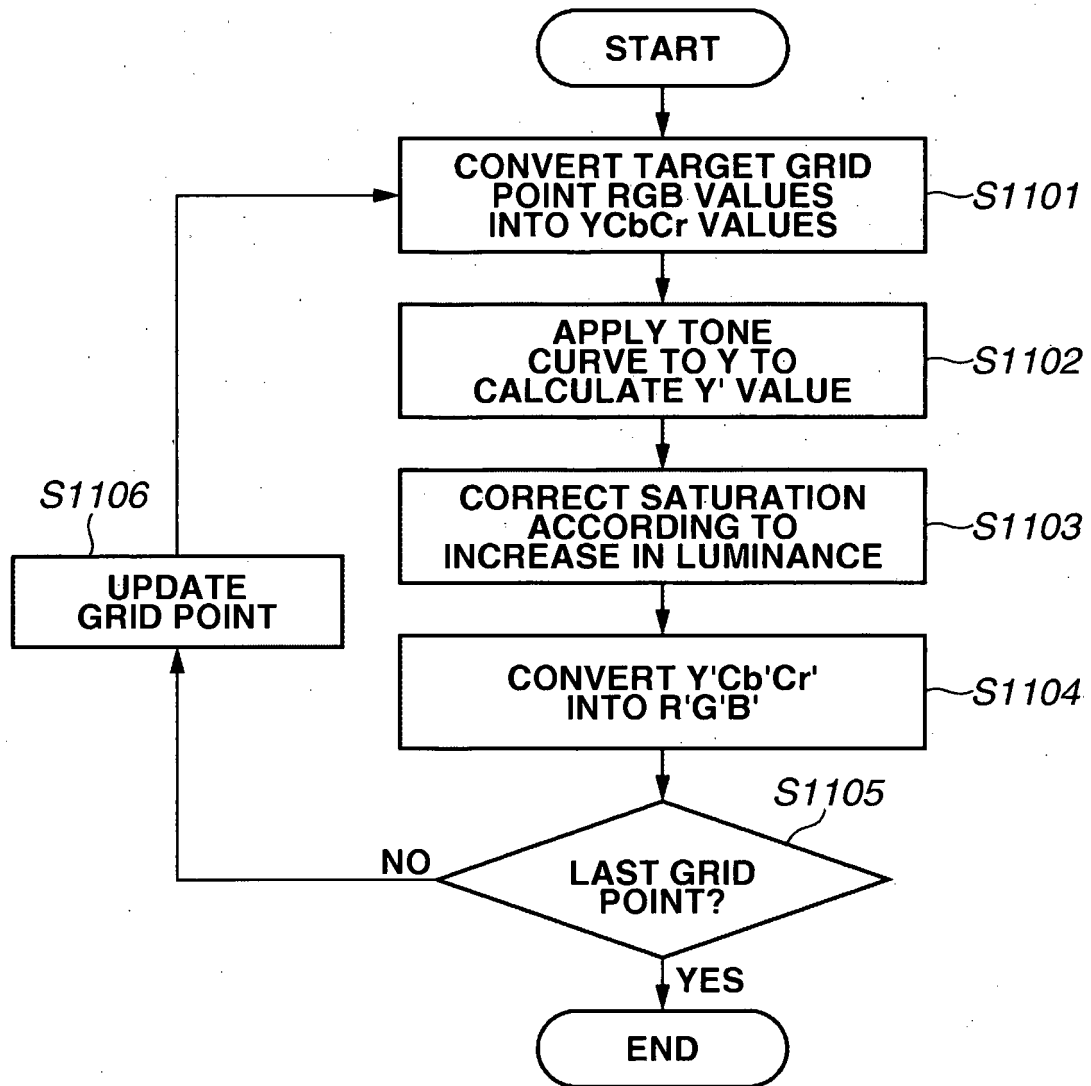 START
CONVERT TARGET GRID
POINT RGB VALUES
INTO YCbCr VALUES
S1101
APPLY TONE
CURVE TO Y TO
CALCULATE Y' VALUE
S1102
CORRECT SATURATION
ACCORDING TO
INCREASE IN LUMINANCE
S1103
S1106
UPDATE
GRID POINT
CONVERT Y'Cb'Cr'
INTO R'G'B'
S1104
S1105
LAST GRID
POINT?
NO
YES
END